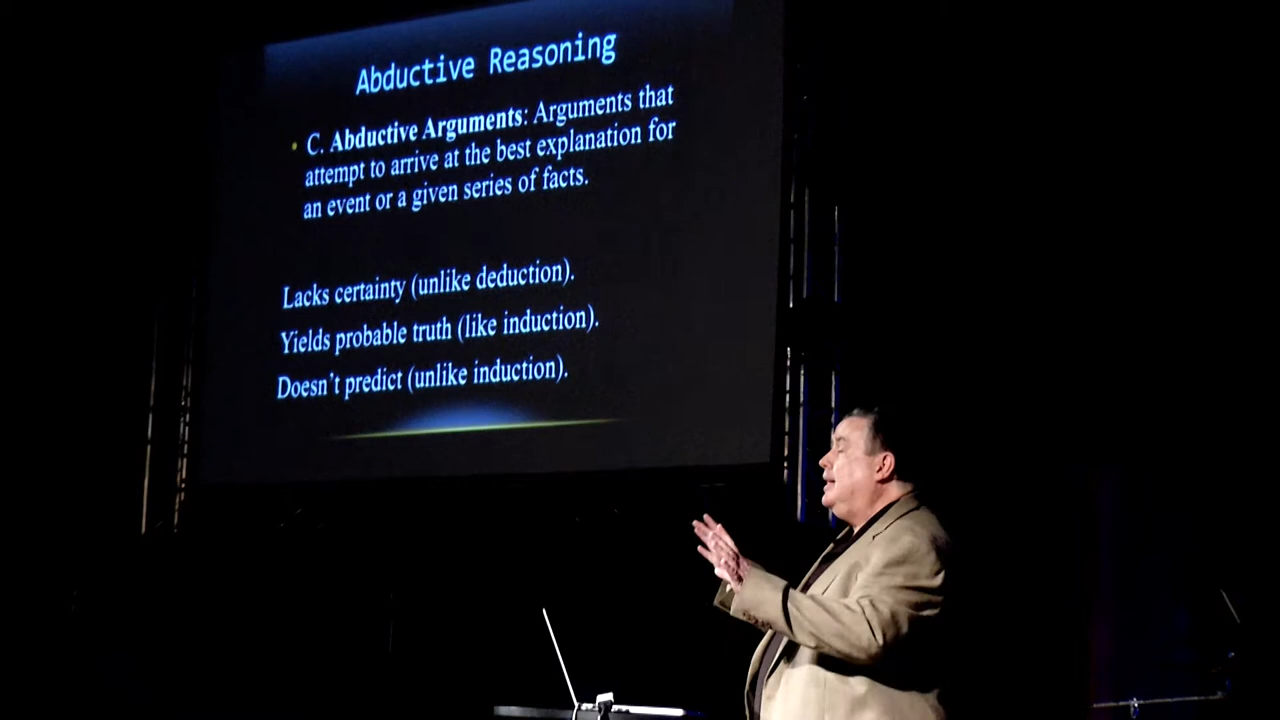 Abductive Reasoning
• C. Abductive Arguments: Arguments that
attempt to arrive at the best explanation for
an event or a given series of facts.
Lacks certainty (unlike deduction).
Yields probable truth (like induction).
Doesn't predict (unlike induction).